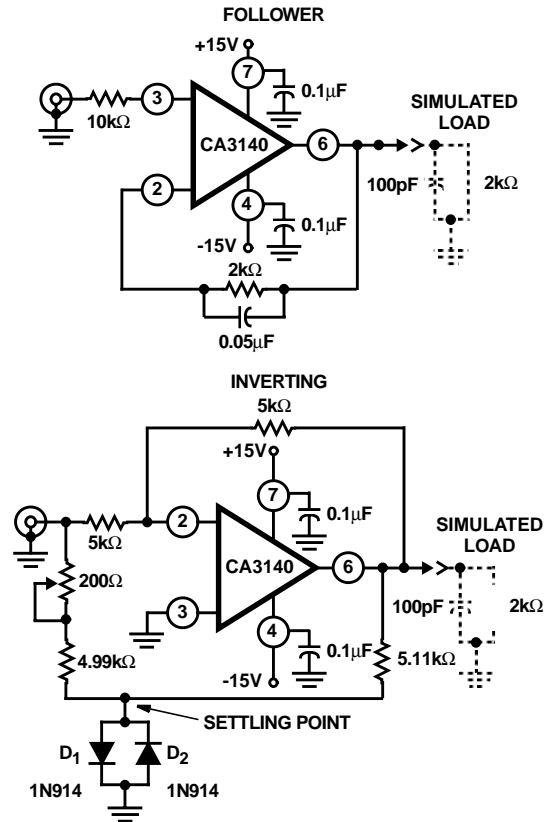 FOLLOWER
+15V
7
0.1µF
3
10kΩ
CA3140
6
SIMULATED
LOAD
100pF
2kΩ
2
4
0.1µF
-15V
2kΩ
0.05µF
INVERTING
5kΩ
+15V
7
0.1µF
2
5kΩ
CA3140
6
SIMULATED
LOAD
200Ω
3
100pF
2kΩ
4
0.1µF
5.11kΩ
4.99kΩ
-15V
SETTLING POINT
D1
D2
1N914
1N914